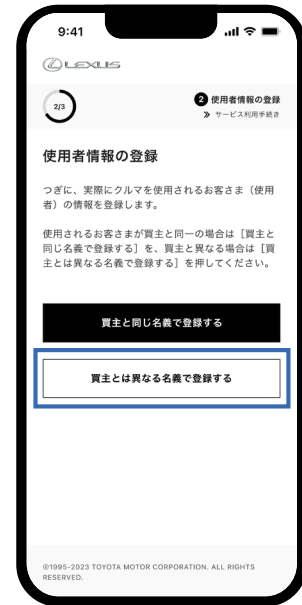 9:41
LEXUS
2/3
2 使用者情報の登録
≫ サービス利用手続き
使用者情報の登録
つぎに、実際にクルマを使用されるお客さま（使用
者）の情報を登録します。
使用されるお客さまが買主と同一の場合は［買主と
同じ名義で登録する］を、買主と異なる場合は［買
主とは異なる名義で登録する］を押してください。
買主と同じ名義で登録する
買主とは異なる名義で登録する
©1995-2023 TOYOTA MOTOR CORPORATION. ALL RIGHTS
RESERVED.